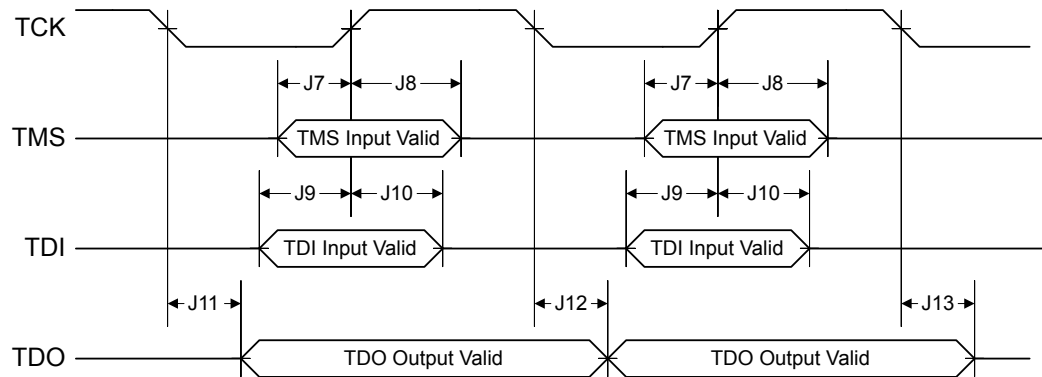 TCK
J7 J8 J7 J8
TMS TMS Input Valid TMS Input Valid
J9 J10 J9 J10
TDI TDI Input Valid TDI Input Valid
J11 J12 J13
TDO TDO Output Valid TDO Output Valid